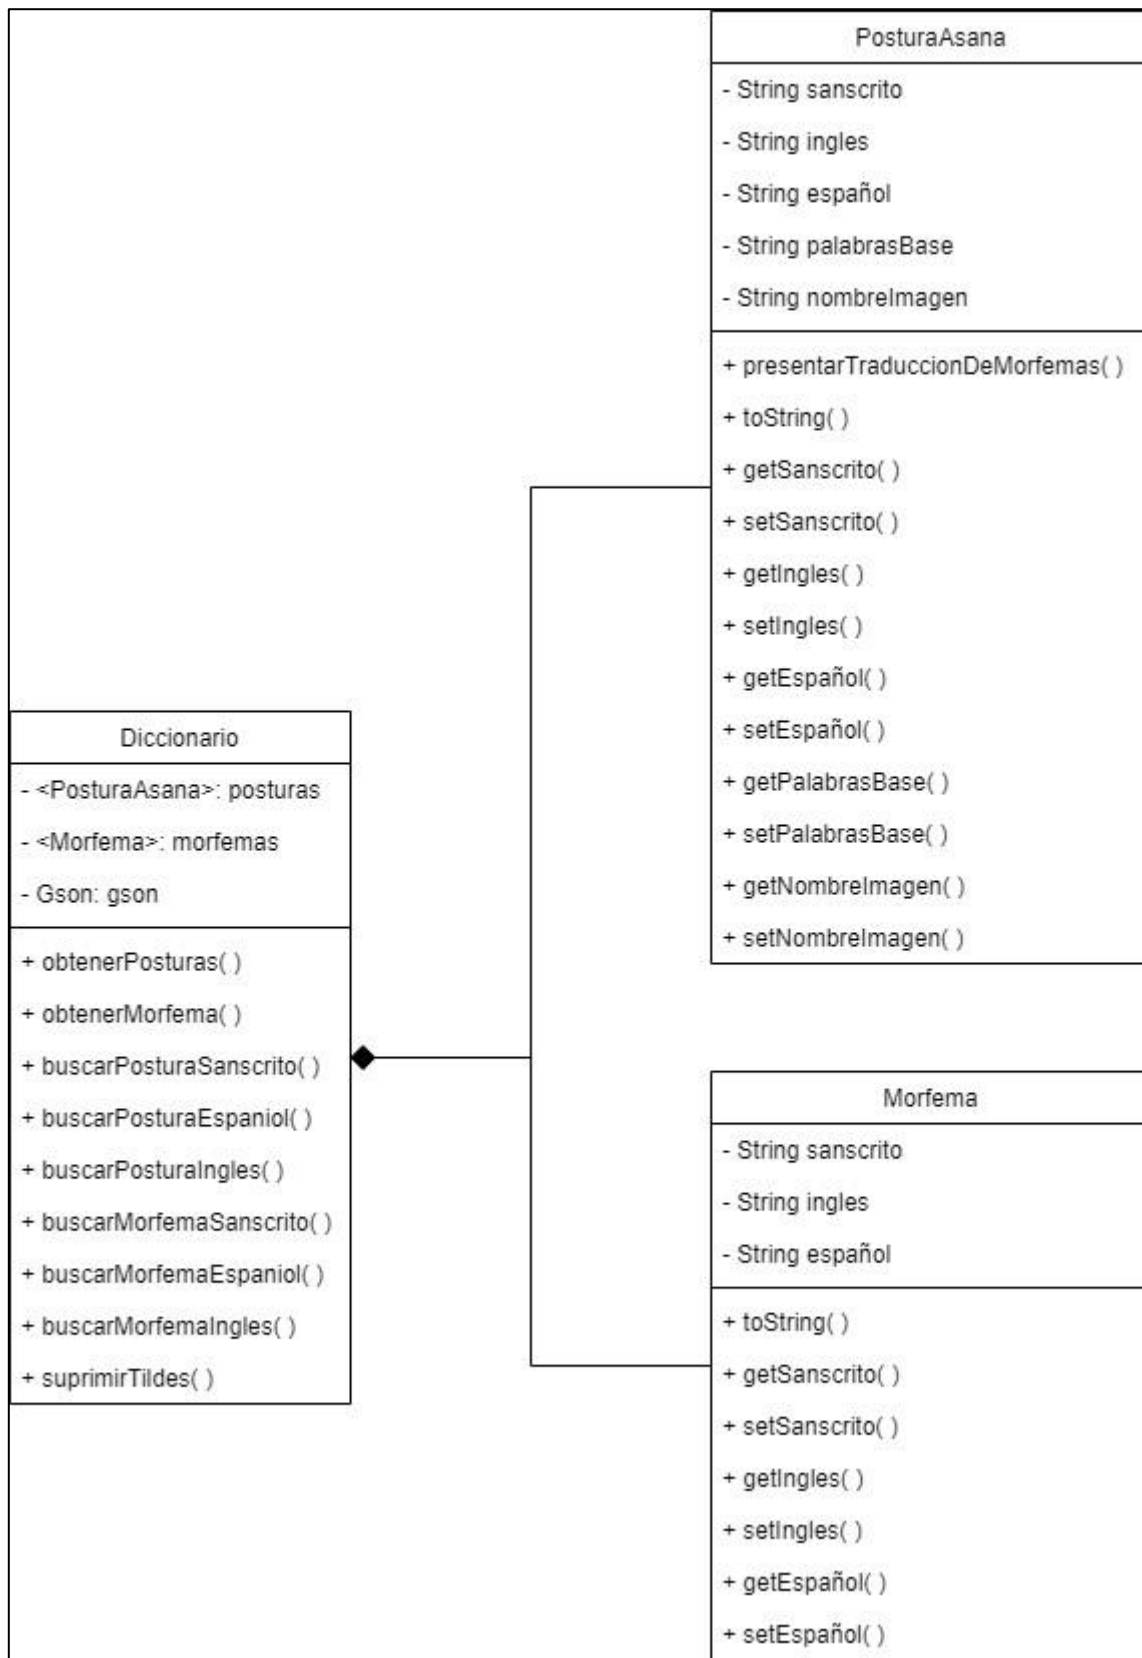 PosturaAsana
- String sanscrito
- String ingles
- String español
- String palabrasBase
- String nombreImagen
+ presentarTraduccionDeMorfemas( )
+ toString( )
+ getSanscrito( )
+ setSanscrito( )
+ getIngles( )
+ setIngles( )
+ getEspañol( )
+ setEspañol( )
+ getPalabrasBase( )
+ setPalabrasBase( )
+ getNombreImagen( )
+ setNombreImagen( )
Diccionario
- <PosturaAsana>: posturas
- <Morfema>: morfemas
- Gson: gson
+ obtenerPosturas( )
+ obtenerMorfema( )
+ buscarPosturaSanscrito( )
+ buscarPosturaEspaniol( )
+ buscarPosturaIngles( )
+ buscarMorfemaSanscrito( )
+ buscarMorfemaEspaniol( )
+ buscarMorfemaIngles( )
+ suprimirTildes( )
Morfema
- String sanscrito
- String ingles
- String español
+ toString( )
+ getSanscrito( )
+ setSanscrito( )
+ getIngles( )
+ setIngles( )
+ getEspañol( )
+ setEspañol( )